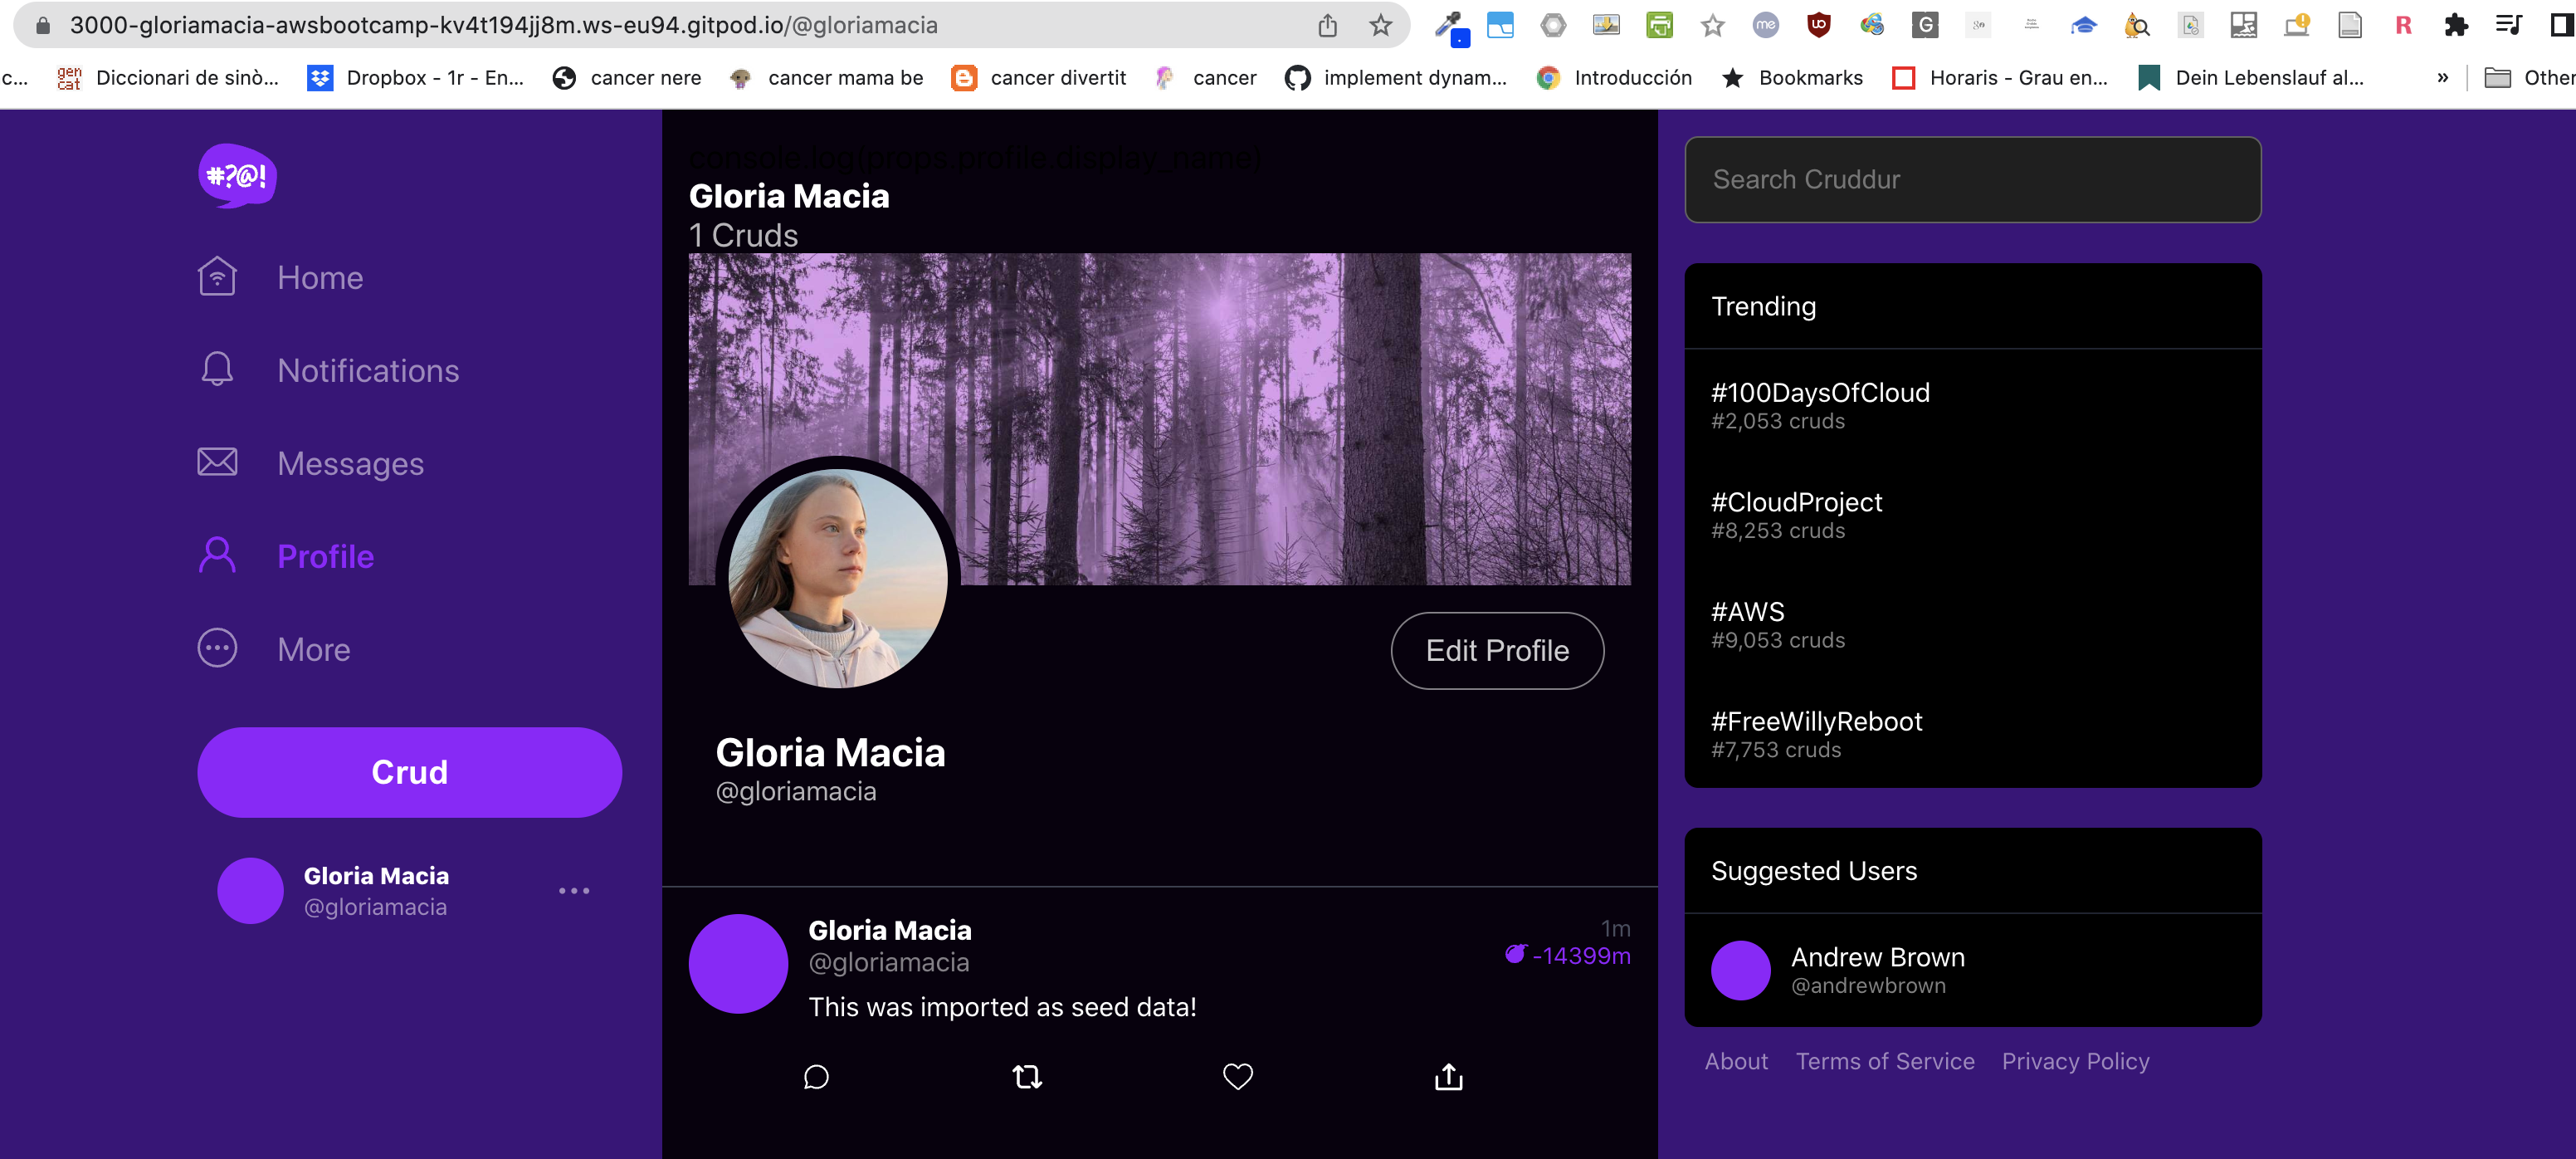 3000-gloriamacia-awsbootcamp-kv4t194jj8m.ws-eu94.gitpod.io/@gloriamacia
me
G
R
c...
gen cat
Diccionari de sinò...
Dropbox - 1r - En...
cancer nere
cancer mama be
cancer divertit
cancer
implement dynam...
Introducción
Bookmarks
Horaris - Grau en...
Dein Lebenslauf al...
»
Other
#?@!
Home
Notifications
Messages
Profile
More
Crud
Gloria Macia
@gloriamacia
console.log(props.profile.display_name)
Gloria Macia
1 Cruds
Edit Profile
Gloria Macia
@gloriamacia
Gloria Macia
@gloriamacia
1m
-14399m
This was imported as seed data!
Search Cruddur
Trending
#100DaysOfCloud
#2,053 cruds
#CloudProject
#8,253 cruds
#AWS
#9,053 cruds
#FreeWillyReboot
#7,753 cruds
Suggested Users
Andrew Brown
@andrewbrown
About Terms of Service Privacy Policy